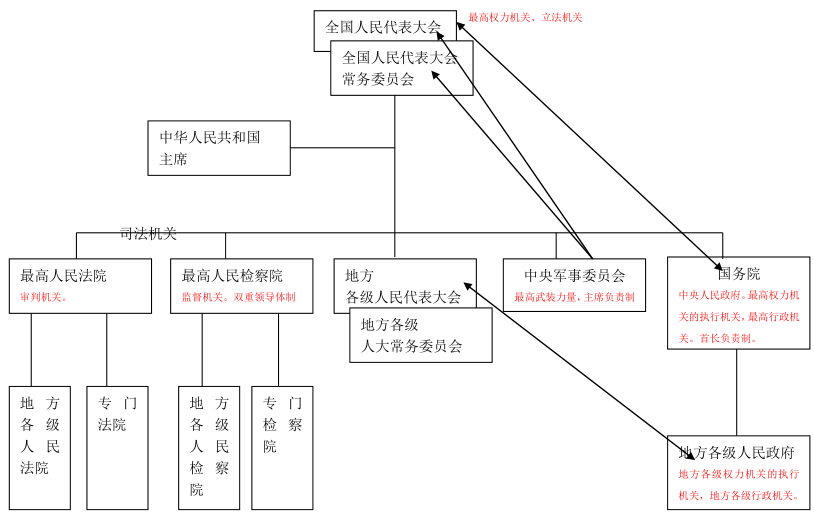 全国人民代表大会
最高权力机关、立法机关
全国人民代表大会
常务委员会
中华人民共和国
主席
司法机关
最高人民法院
审判机关。
最高人民检察院
监督机关。双重领导体制
地方
各级人民代表大会
地方各级
人大常务委员会
中央军事委员会
最高武装力量,主席负责制
国务院
中央人民政府。最高权力机
关的执行机关,最高行政机
关。首长负责制。
地方
各级
人民
法院
专门
法院
地方
各级
人民
检察
院
专门
检察
院
地方各级人民政府
地方各级权力机关的执行
机关,地方各级行政机关。